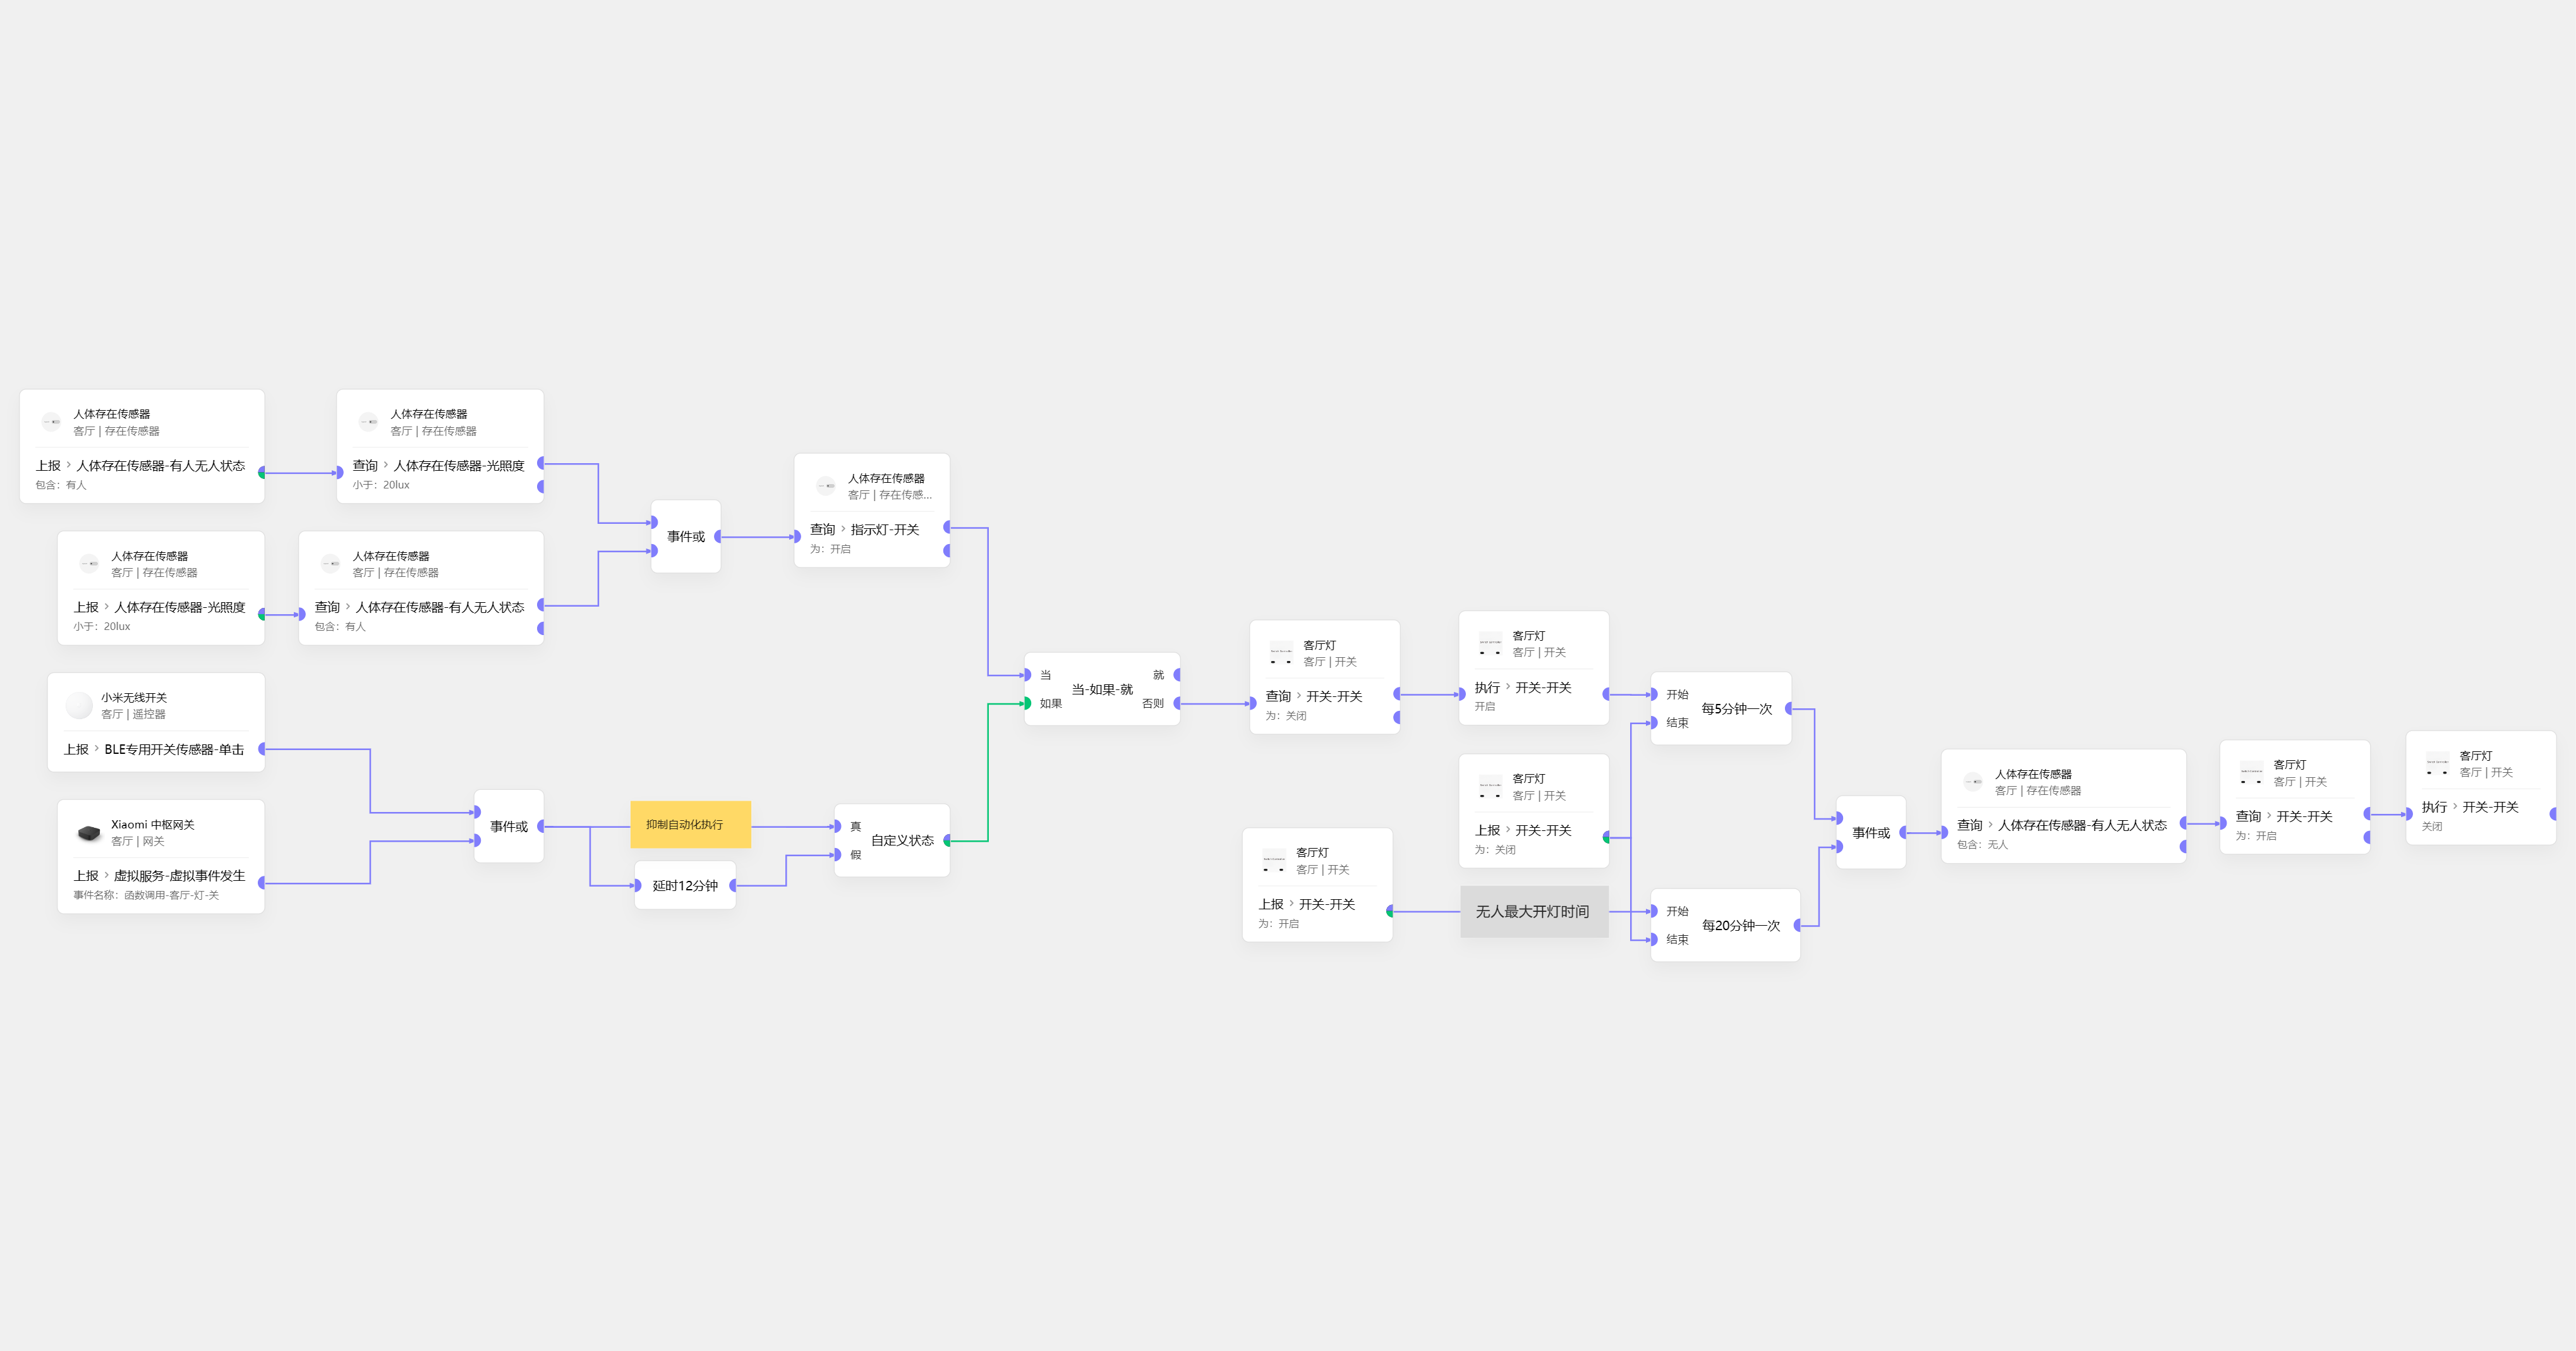 人体存在传感器
客厅 | 存在传感器
上报 › 人体存在传感器-有人无人状态
包含：有人
人体存在传感器
客厅 | 存在传感器
查询 › 人体存在传感器-光照度
小于：20lux
人体存在传感器
客厅 | 存在传感器
上报 › 人体存在传感器-光照度
小于：20lux
人体存在传感器
客厅 | 存在传感器
查询 › 人体存在传感器-有人无人状态
包含：有人
事件或
人体存在传感器
客厅 | 存在传感...
查询 › 指示灯-开关
为：开启
小米无线开关
客厅 | 遥控器
上报 › BLE专用开关传感器-单击
Xiaomi 中枢网关
客厅 | 网关
上报 › 虚拟服务-虚拟事件发生
事件名称：函数调用-客厅-灯-关
事件或
抑制自动化执行
延时12分钟
真
自定义状态
假
当
就
当-如果-就
如果
否则
客厅灯
客厅 | 开关
查询 › 开关-开关
为：关闭
客厅灯
客厅 | 开关
执行 › 开关-开关
开启
开始
每5分钟一次
结束
客厅灯
客厅 | 开关
上报 › 开关-开关
为：关闭
客厅灯
客厅 | 开关
上报 › 开关-开关
为：开启
无人最大开灯时间
开始
每20分钟一次
结束
事件或
人体存在传感器
客厅 | 存在传感器
查询 › 人体存在传感器-有人无人状态
包含：无人
客厅灯
客厅 | 开关
查询 › 开关-开关
为：开启
客厅灯
客厅 | 开关
执行 › 开关-开关
关闭